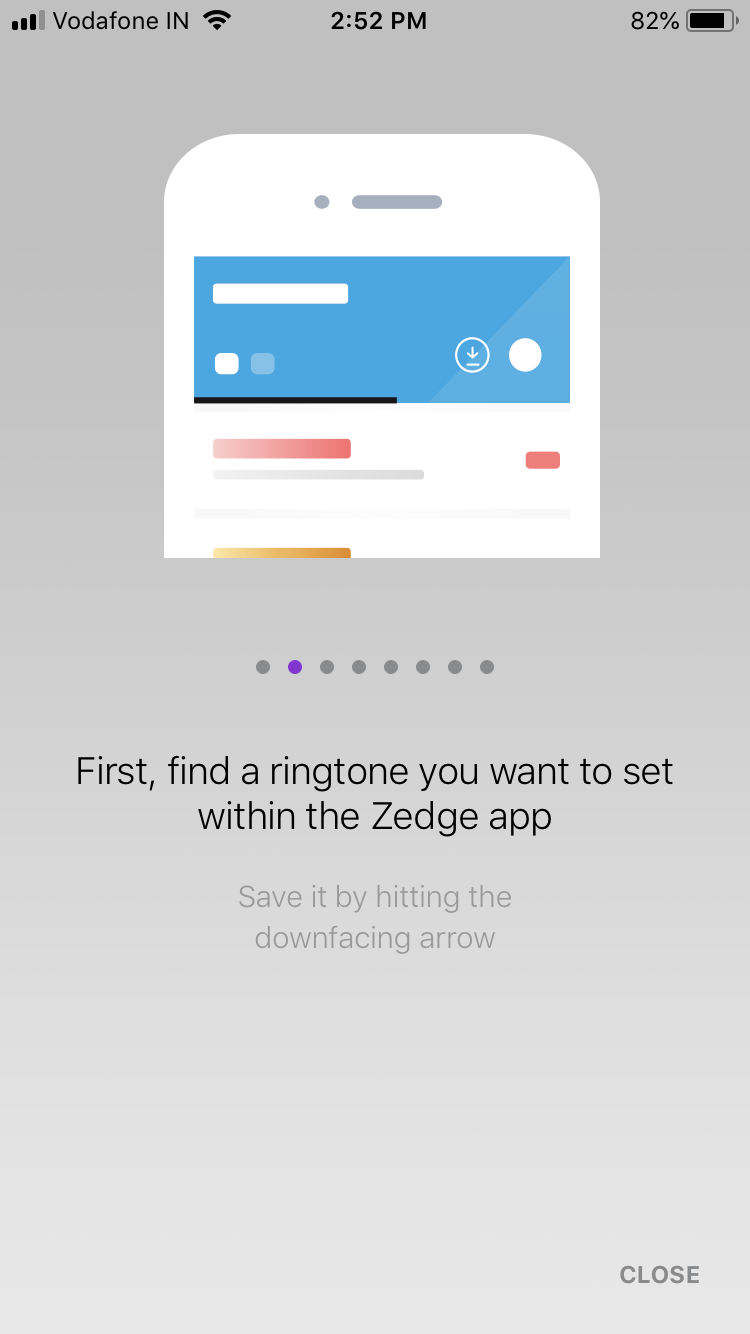 Vodafone IN 2:52 PM 82%
First, find a ringtone you want to set
within the Zedge app
Save it by hitting the
downfacing arrow
CLOSE